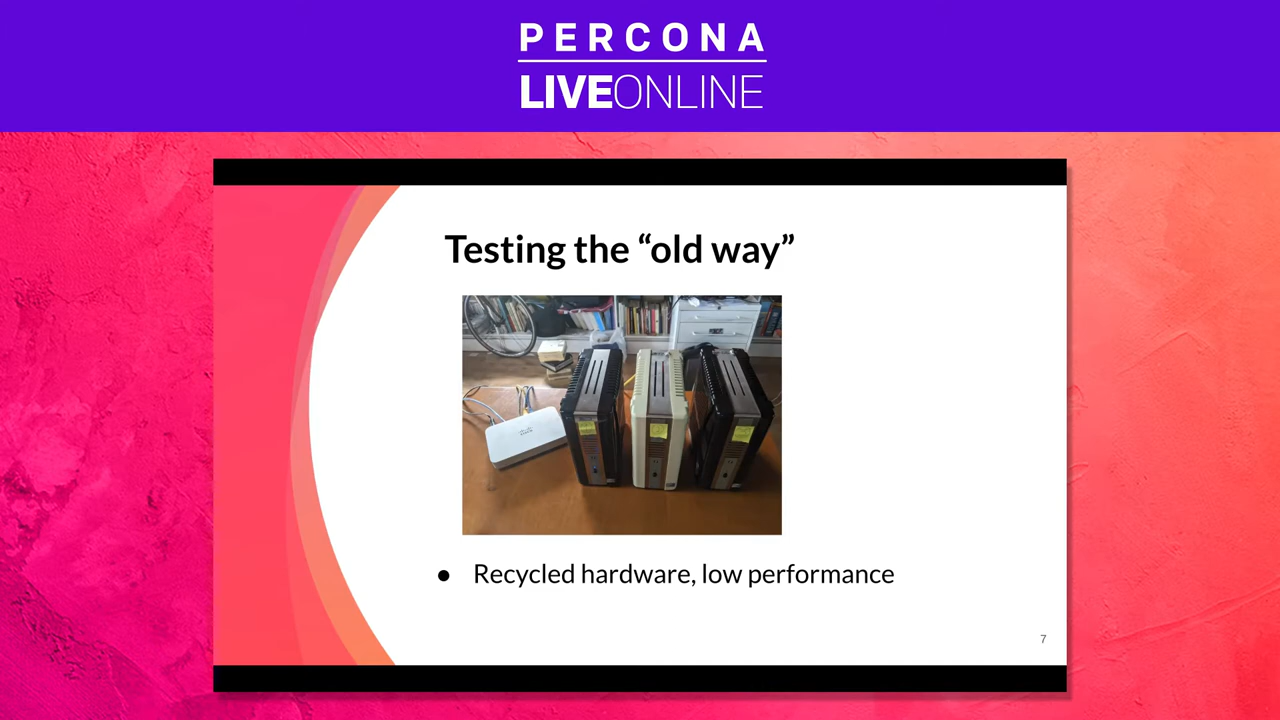 PERCONA
LIVEONLINE
Testing the “old way”
● Recycled hardware, low performance
7